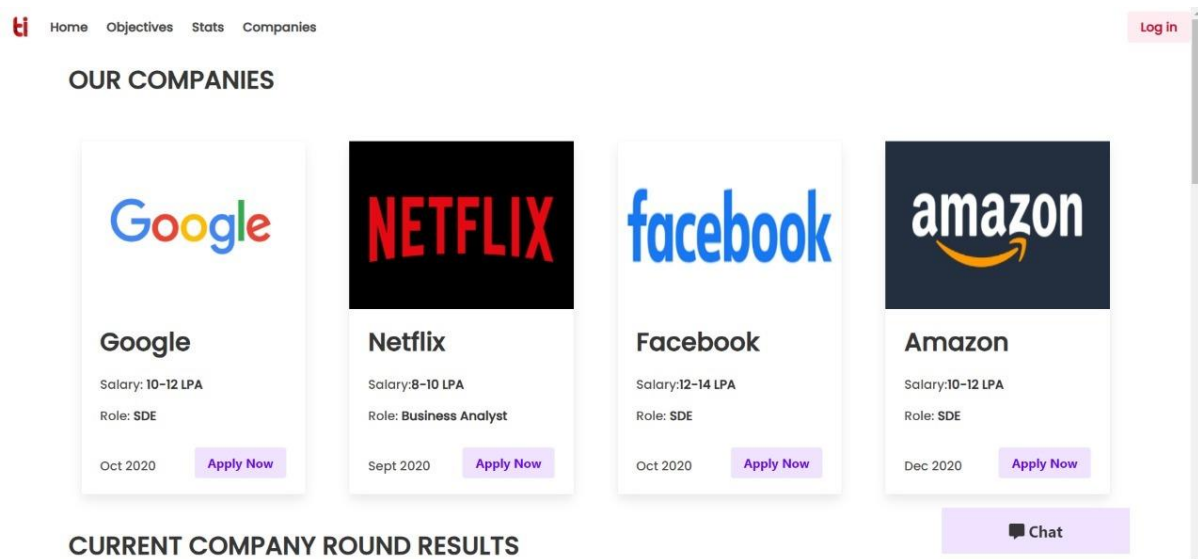 ti Home Objectives Stats Companies Log in
OUR COMPANIES
Google NETFLIX facebook amazon
Google Netflix Facebook Amazon
Salary: 10-12 LPA Salary:8-10 LPA Salary:12-14 LPA Salary:10-12 LPA
Role: SDE Role: Business Analyst Role: SDE Role: SDE
Oct 2020 Apply Now Sept 2020 Apply Now Oct 2020 Apply Now Dec 2020 Apply Now
Chat
CURRENT COMPANY ROUND RESULTS